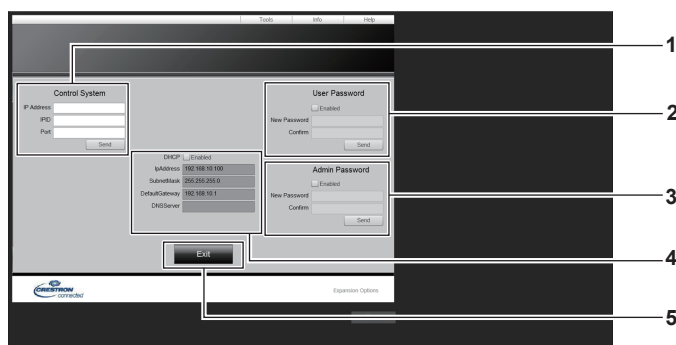 Tools Info Help
1
Control System
IP Address
IPID
Port
Send
User Password
Enabled
New Password
Confirm
Send
2
DHCP Enabled
IpAddress 192.168.10.100
SubnetMask 255.255.255.0
DefaultGateway 192.168.10.1
DNSServer
Admin Password
Enabled
New Password
Confirm
Send
3
4
Exit
CRESTRON
connected
Expansion Options
5